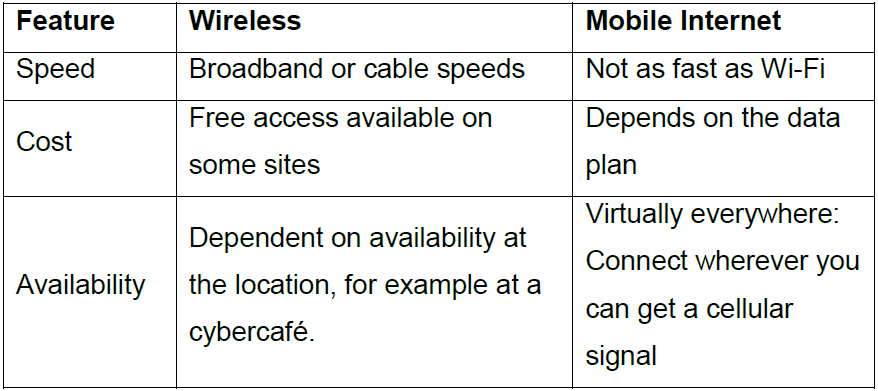 Feature Wireless Mobile Internet
Speed Broadband or cable speeds Not as fast as Wi-Fi
Cost
Free access available on
some sites
Depends on the data
plan
Availability
Dependent on availability at
the location, for example at a
cybercafé.
Virtually everywhere:
Connect wherever you
can get a cellular
signal